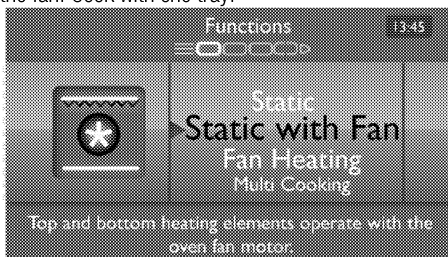 the fan. Cook with one tray.
Functions
13:45
Static
Static with Fan
Fan Heating
Multi Cooking
Top and bottom heating elements operate with the
oven fan motor.